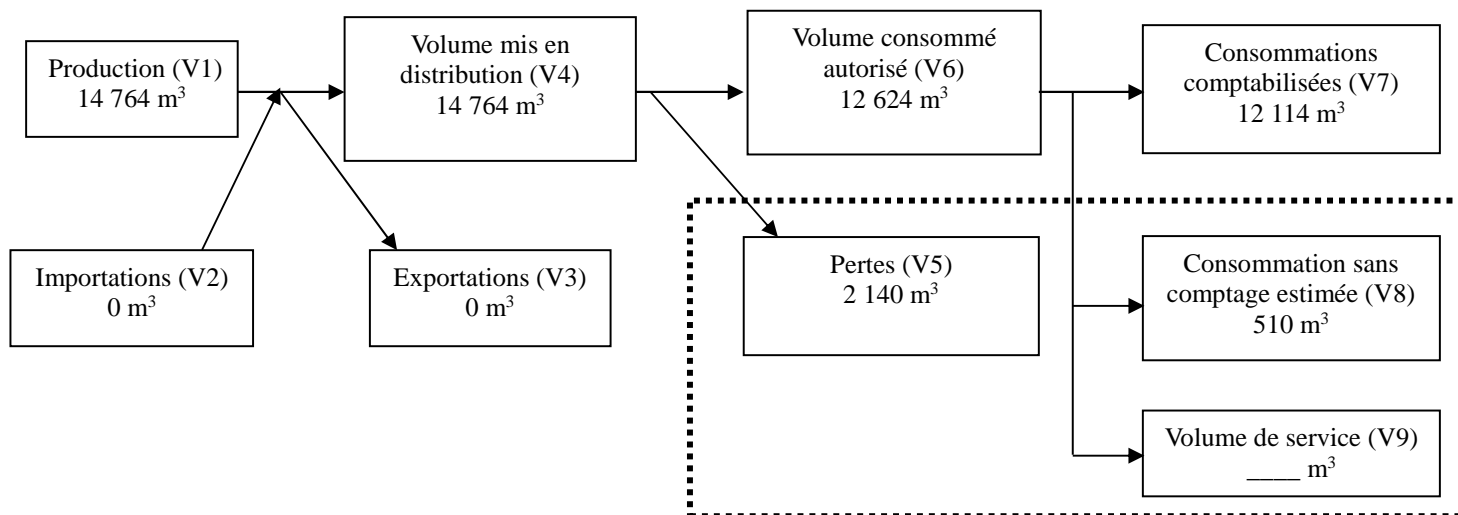 Production (V1)
14 764 m³
Volume mis en
distribution (V4)
14 764 m³
Volume consommé
autorisé (V6)
12 624 m³
Consommations
comptabilisées (V7)
12 114 m³
Importations (V2)
0 m³
Exportations (V3)
0 m³
Pertes (V5)
2 140 m³
Consommation sans
comptage estimée (V8)
510 m³
Volume de service (V9)
____ m³